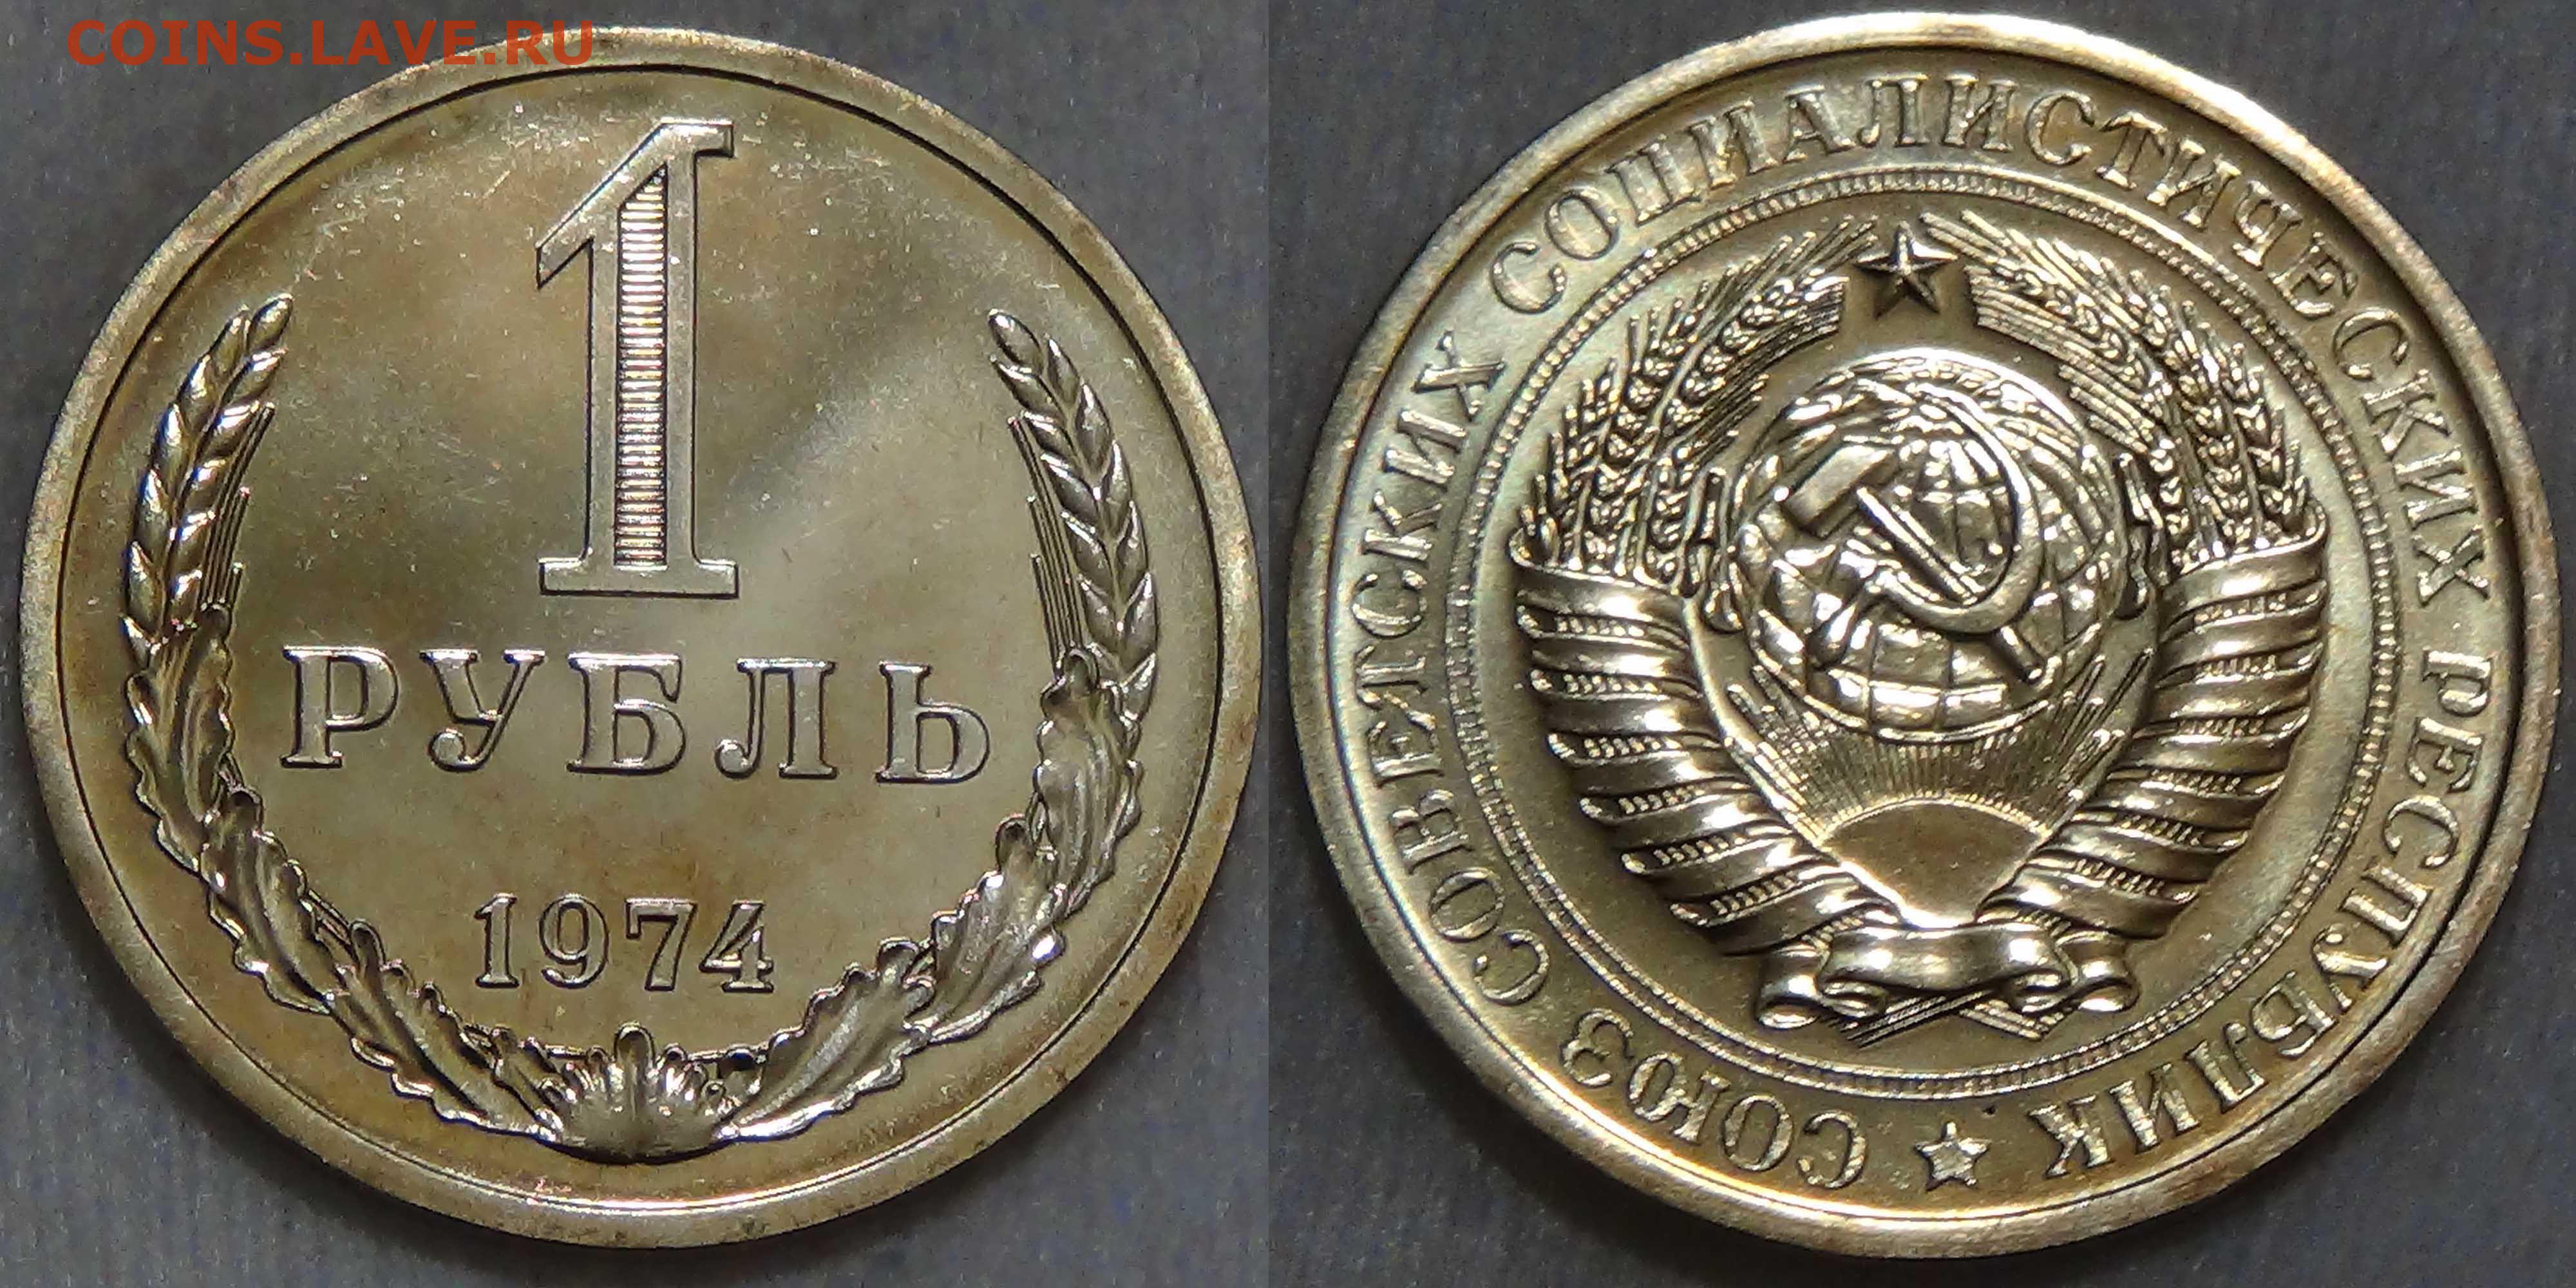 COINS.LAVE.RU
1
РУБЛЬ
1974
СОЮЗ СОВЕТСКИХ СОЦИАЛИСТИЧЕСКИХ РЕСПУБЛИК